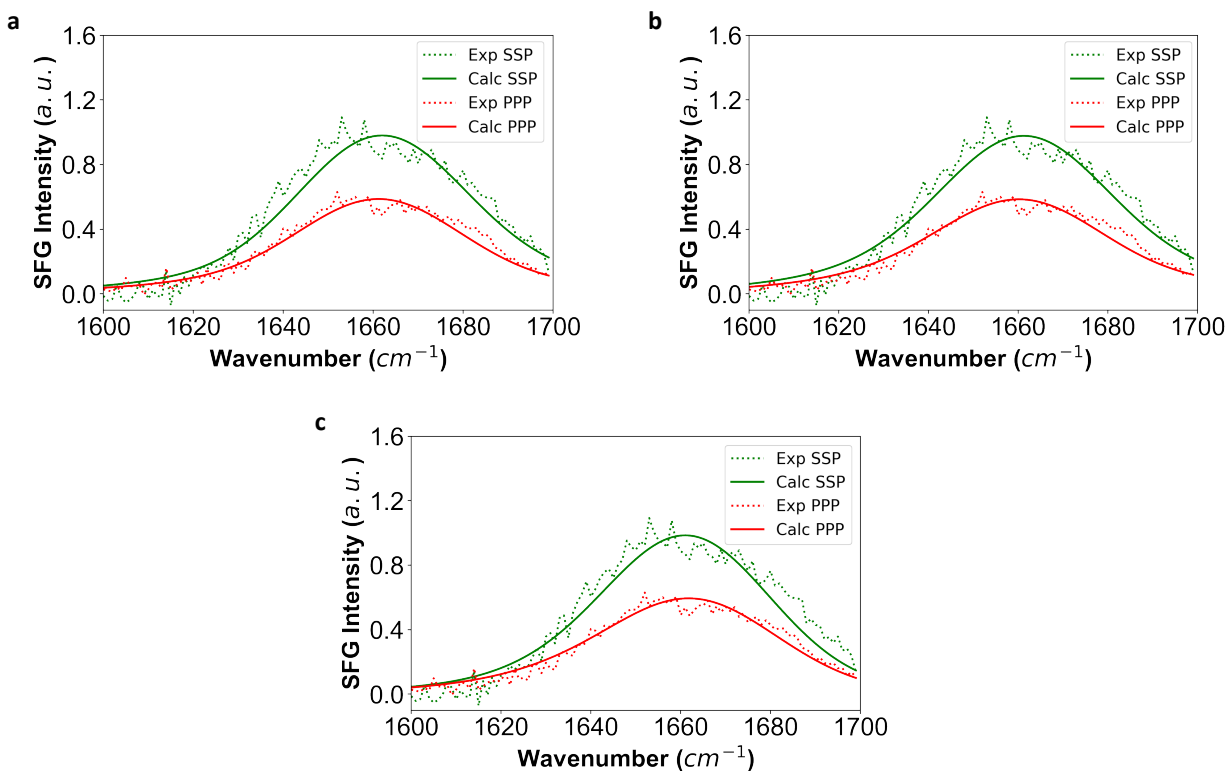 a
SFG Intensity (a.u.)
1.6
1.2
0.8
0.4
0.0
Exp SSP
Calc SSP
Exp PPP
Calc PPP
1600 1620 1640 1660 1680 1700
Wavenumber (cm⁻¹)
b
SFG Intensity (a.u.)
1.6
1.2
0.8
0.4
0.0
Exp SSP
Calc SSP
Exp PPP
Calc PPP
1600 1620 1640 1660 1680 1700
Wavenumber (cm⁻¹)
c
SFG Intensity (a.u.)
1.6
1.2
0.8
0.4
0.0
Exp SSP
Calc SSP
Exp PPP
Calc PPP
1600 1620 1640 1660 1680 1700
Wavenumber (cm⁻¹)